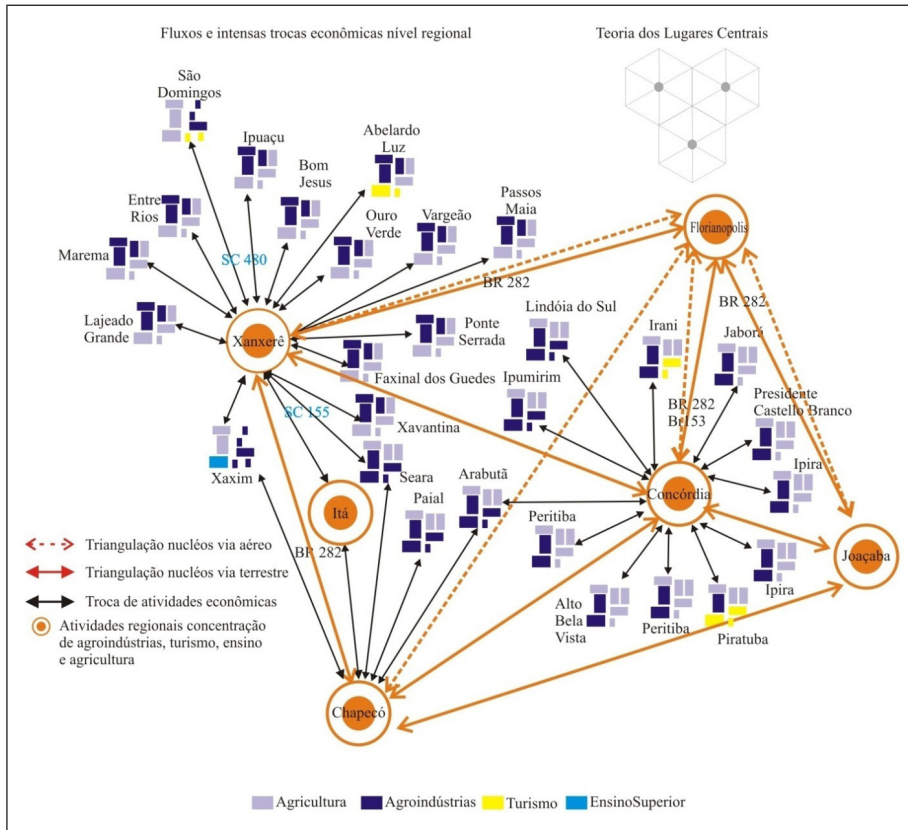 Fluxos e intensas trocas econômicas nível regional
Teoria dos Lugares Centrais
São
Domingos
Ipuaçu
Abelardo
Luz
Bom
Jesus
Passos
Maia
Entre
Rios
Ouro
Verde
Vargeão
Florianopolis
Marema
SC 480
BR 282
Lindóia do Sul
BR 282
Irani
Jaborá
Lajeado
Grande
Xanxerê
Ponte
Serrada
Faxinal dos Guedes
Ipumirim
Presidente
Castello Branco
BR 282
Br153
SC 155
Xavantina
Xaxim
Seara
Arabutã
Ipira
Concórdia
Paial
Itá
Peritiba
BR 282
Joaçaba
Ipira
Alto
Bela
Vista
Peritiba
Piratuba
Triangulação nucléos via aéreo
Triangulação nucléos via terrestre
Troca de atividades econômicas
Atividades regionais concentração
de agroindústrias, turismo, ensino
e agricultura
Chapecó
Agricultura
Agroindústrias
Turismo
EnsinoSuperior